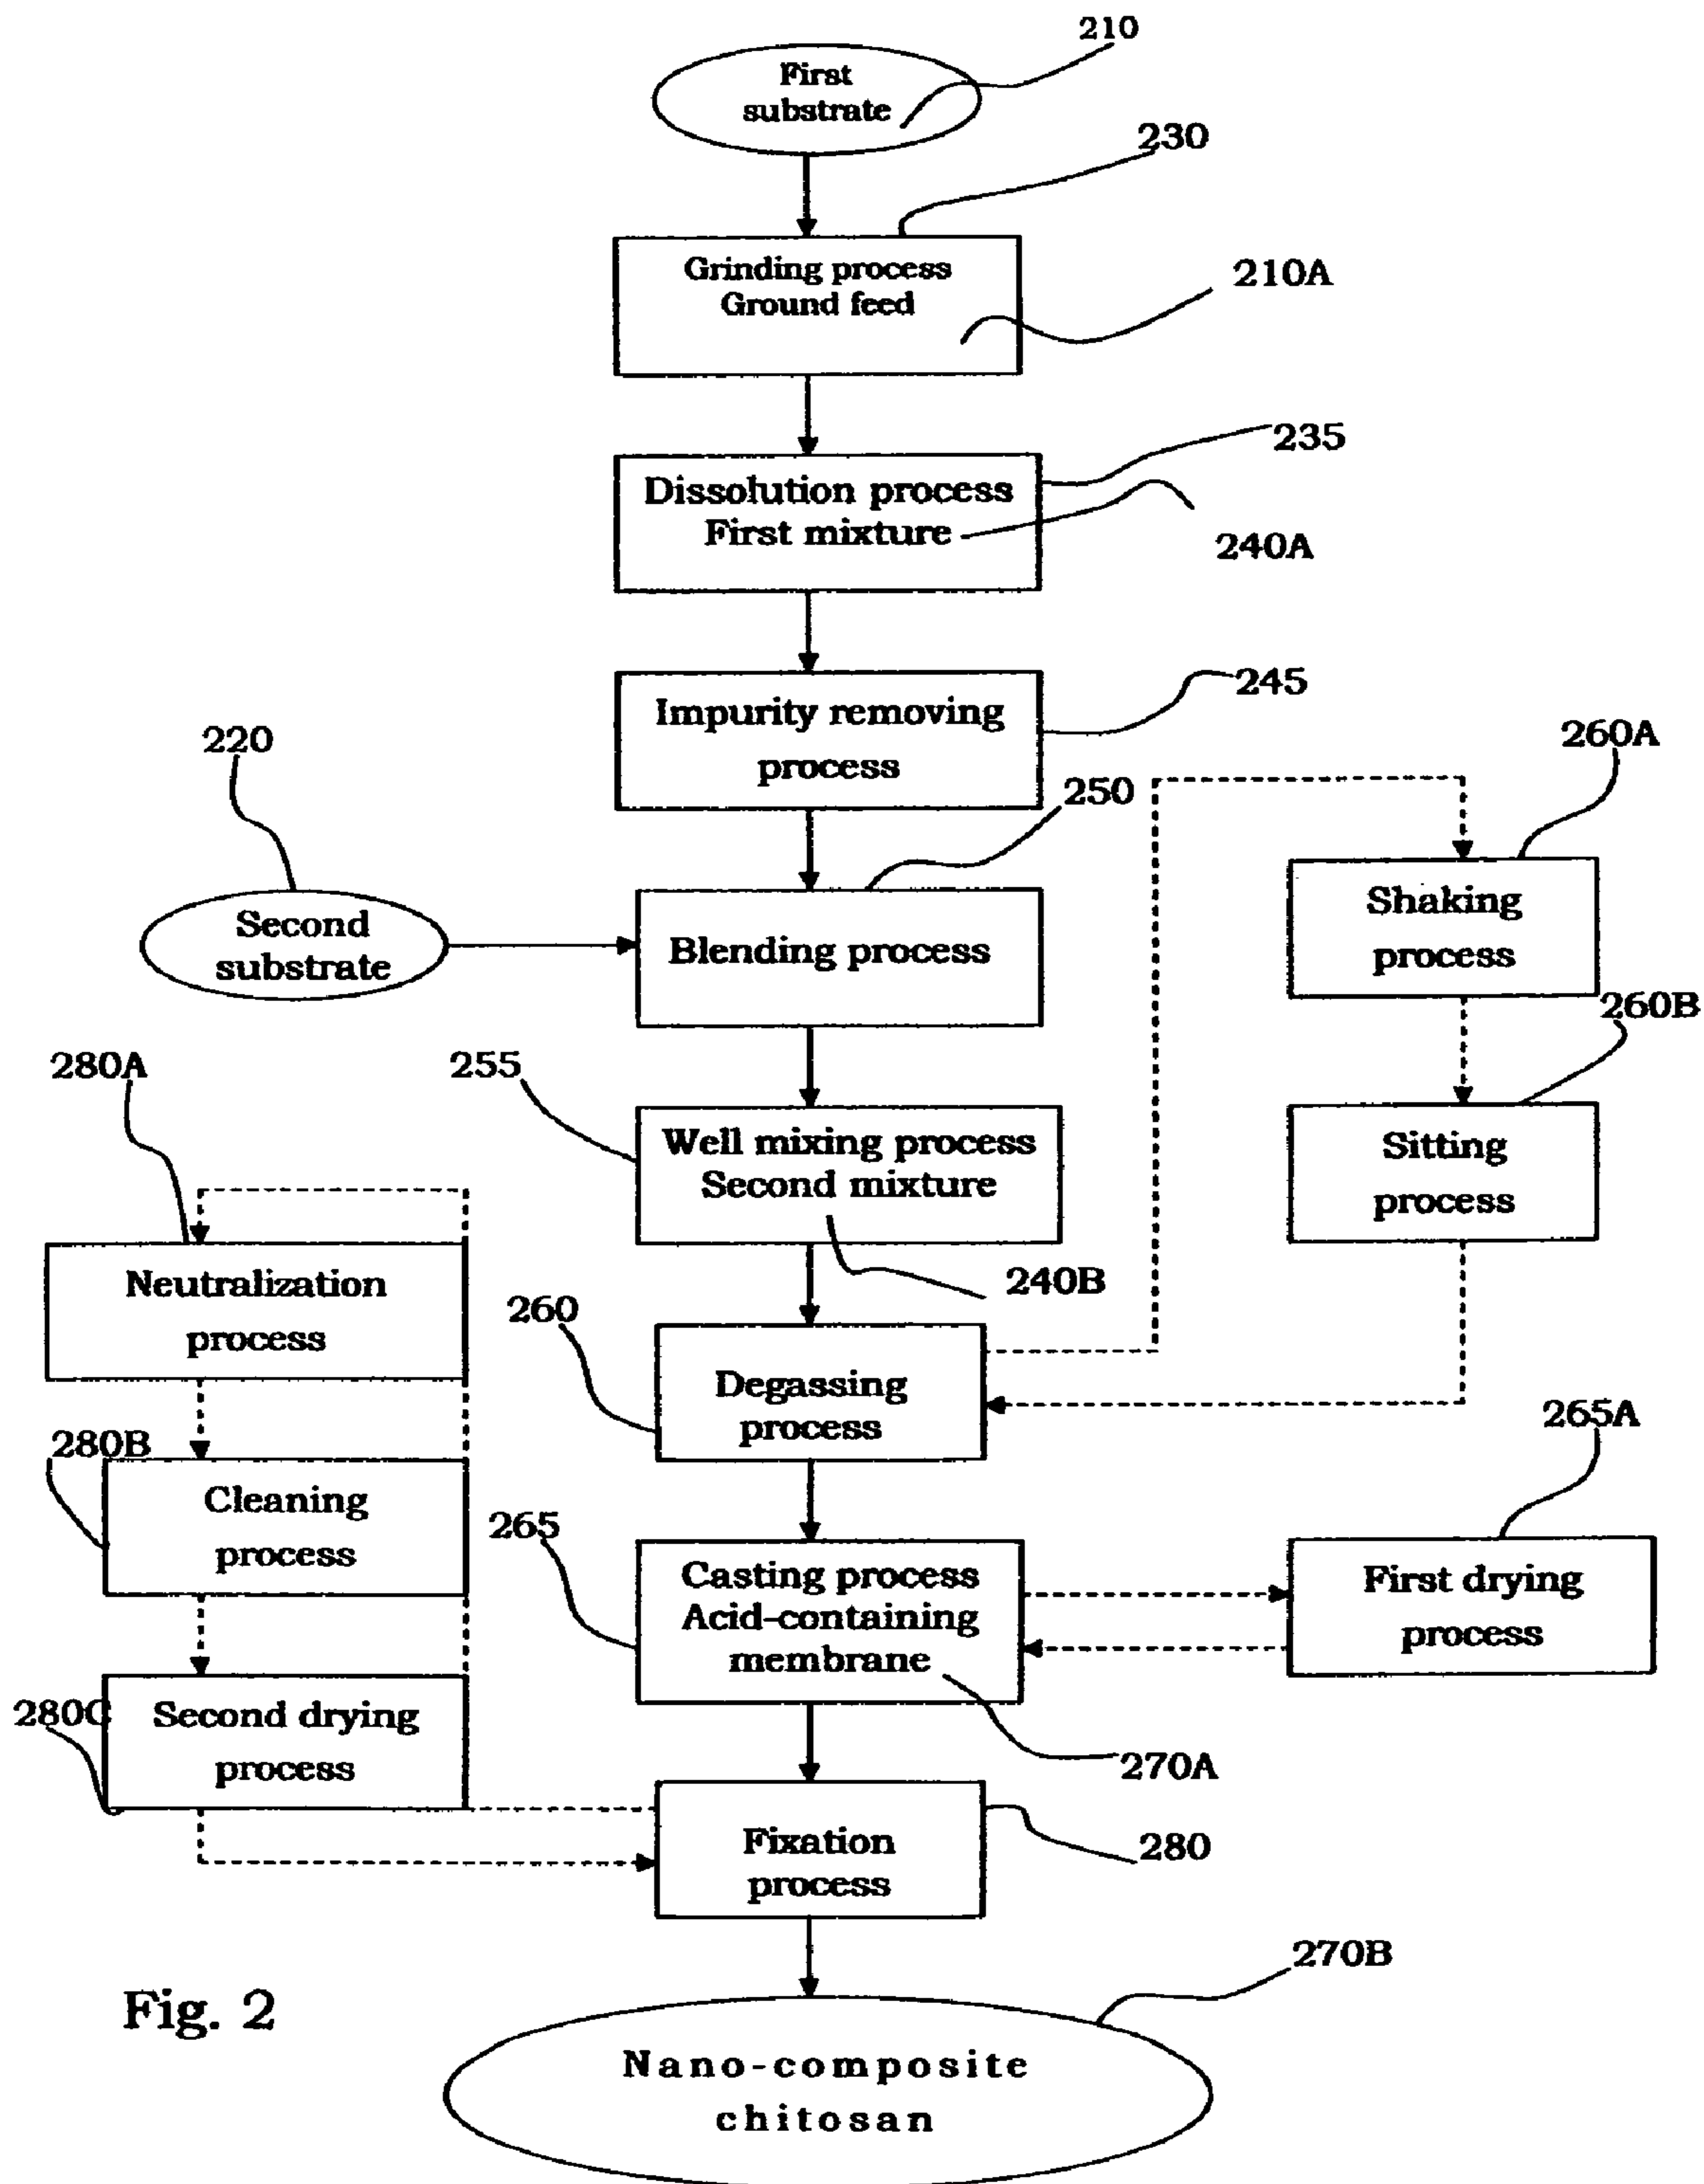 210
First
substrate
230
Grinding process
Ground feed
210A
235
Dissolution process
First mixture
240A
245
Impurity removing
process
220
250
260A
Second
substrate
Blending process
Shaking
process
260B
280A
255
Well mixing process
Second mixture
Sitting
process
240B
Neutralization
process
260
Degassing
process
265A
280B
Cleaning
process
265
Casting process
Acid-containing
membrane
First drying
process
280C
Second drying
process
270A
Fixation
process
280
270B
Fig. 2
Nano-composite
chitosan